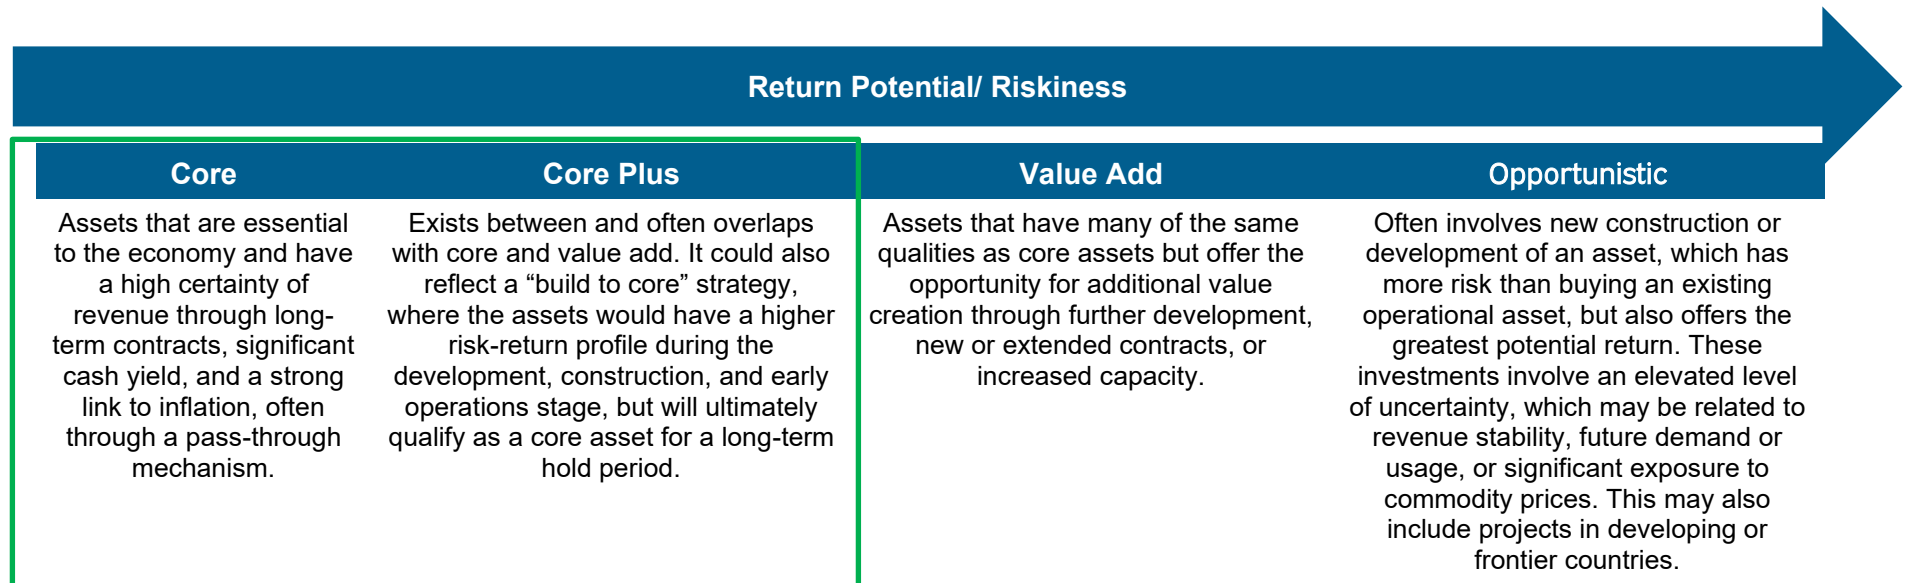 Return Potential/ Riskiness
Core
Assets that are essential
to the economy and have
a high certainty of
revenue through long-
term contracts, significant
cash yield, and a strong
link to inflation, often
through a pass-through
mechanism.
Core Plus
Exists between and often overlaps
with core and value add. It could also
reflect a “build to core” strategy,
where the assets would have a higher
risk-return profile during the
development, construction, and early
operations stage, but will ultimately
qualify as a core asset for a long-term
hold period.
Value Add
Assets that have many of the same
qualities as core assets but offer the
opportunity for additional value
creation through further development,
new or extended contracts, or
increased capacity.
Opportunistic
Often involves new construction or
development of an asset, which has
more risk than buying an existing
operational asset, but also offers the
greatest potential return. These
investments involve an elevated level
of uncertainty, which may be related to
revenue stability, future demand or
usage, or significant exposure to
commodity prices. This may also
include projects in developing or
frontier countries.